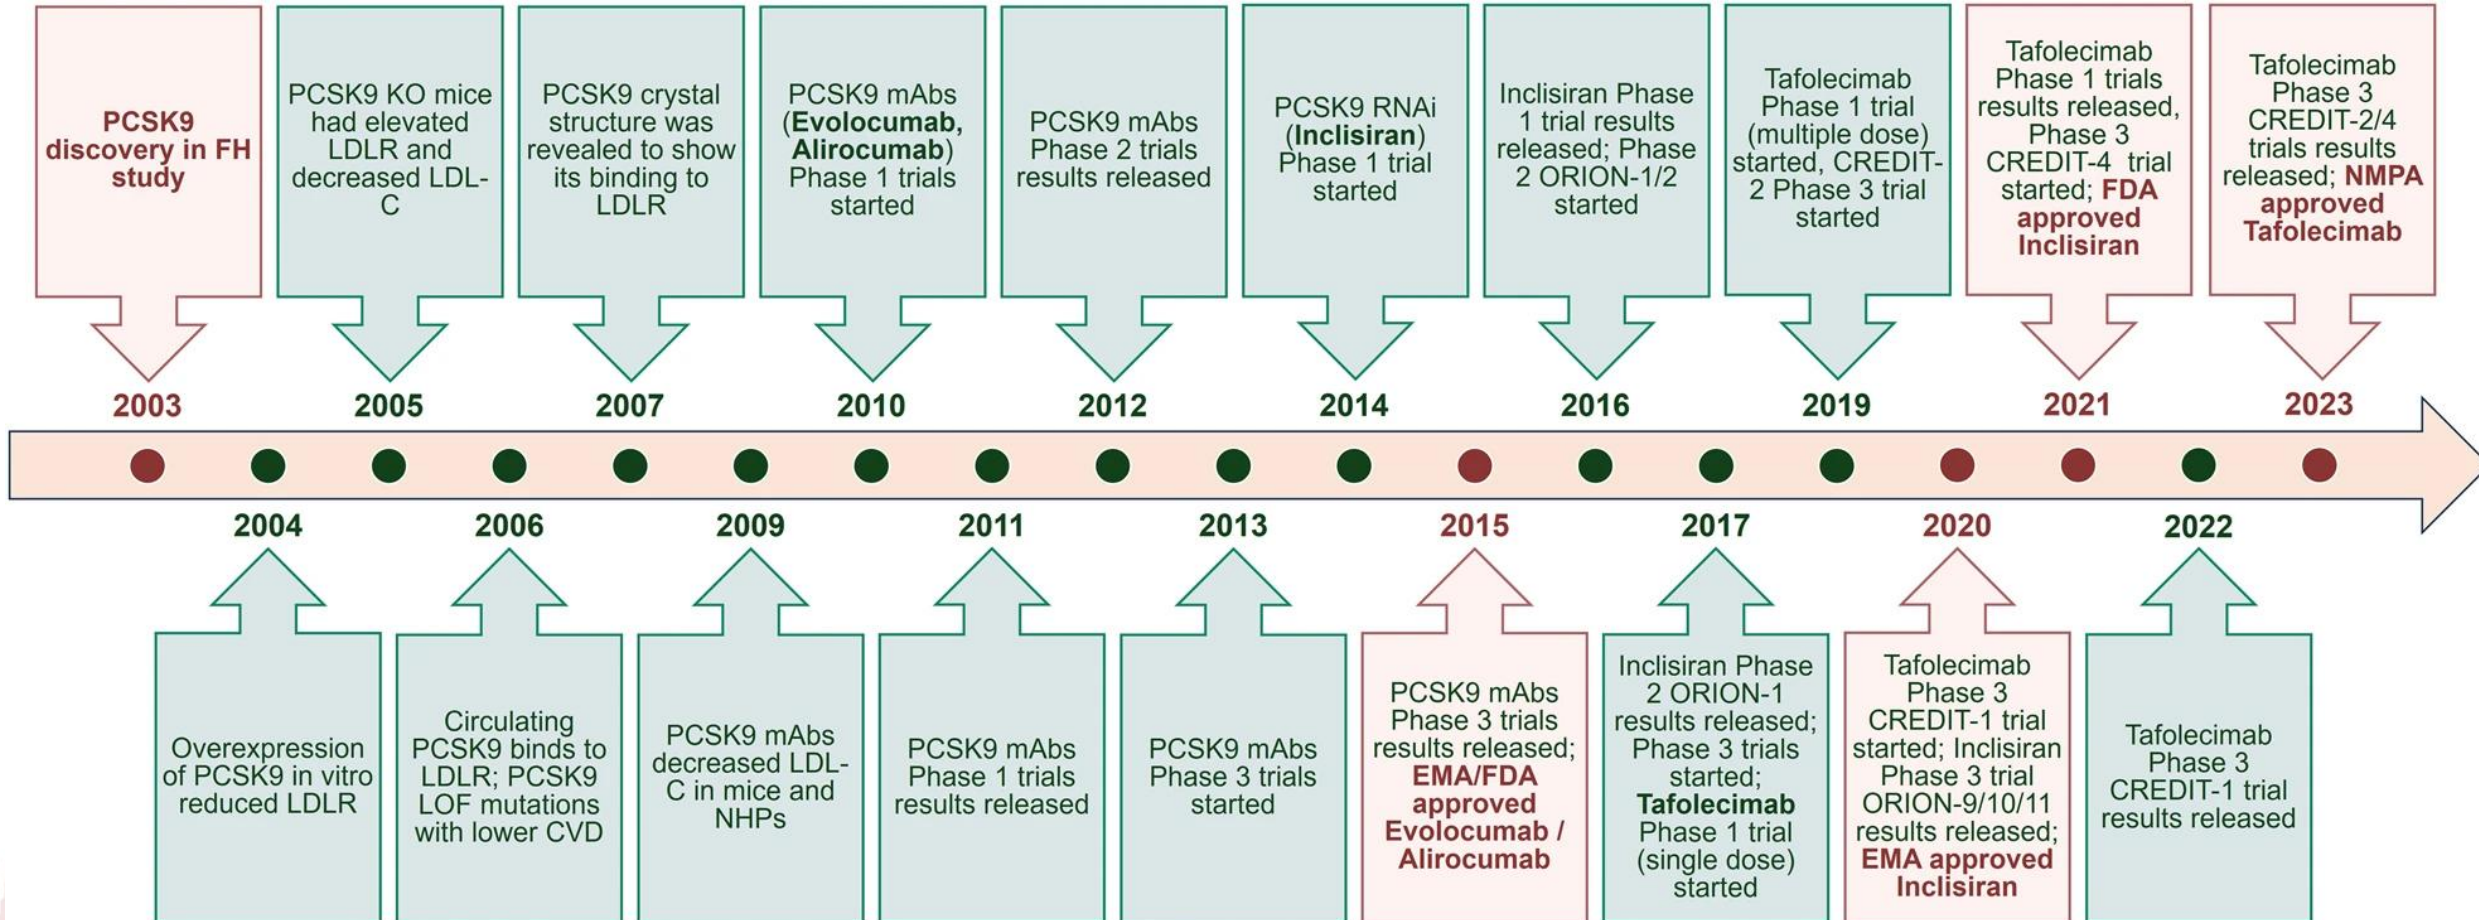 PCSK9
discovery in FH
study
PCSK9 KO mice
had elevated
LDLR and
decreased LDL-
C
PCSK9 crystal
structure was
revealed to show
its binding to
LDLR
PCSK9 mAbs
(Evolocumab,
Alirocumab)
Phase 1 trials
started
PCSK9 mAbs
Phase 2 trials
results released
PCSK9 RNAi
(Inclisiran)
Phase 1 trial
started
Inclisiran Phase
1 trial results
released; Phase
2 ORION-1/2
started
Tafolecimab
Phase 1 trial
(multiple dose)
started, CREDIT-
2 Phase 3 trial
started
Tafolecimab
Phase 1 trials
results released,
Phase 3
CREDIT-4 trial
started; FDA
approved
Inclisiran
Tafolecimab
Phase 3
CREDIT-2/4
trials results
released; NMPA
approved
Tafolecimab
2003
2005
2007
2010
2012
2014
2016
2019
2021
2023
2004
2006
2009
2011
2013
2015
2017
2020
2022
Overexpression
of PCSK9 in vitro
reduced LDLR
Circulating
PCSK9 binds to
LDLR; PCSK9
LOF mutations
with lower CVD
PCSK9 mAbs
decreased LDL-
C in mice and
NHPs
PCSK9 mAbs
Phase 1 trials
results released
PCSK9 mAbs
Phase 3 trials
started
PCSK9 mAbs
Phase 3 trials
results released;
EMA/FDA
approved
Evolocumab /
Alirocumab
Inclisiran Phase
2 ORION-1
results released;
Phase 3 trials
started;
Tafolecimab
Phase 1 trial
(single dose)
started
Tafolecimab
Phase 3
CREDIT-1 trial
started; Inclisiran
Phase 3 trial
ORION-9/10/11
results released;
EMA approved
Inclisiran
Tafolecimab
Phase 3
CREDIT-1 trial
results released